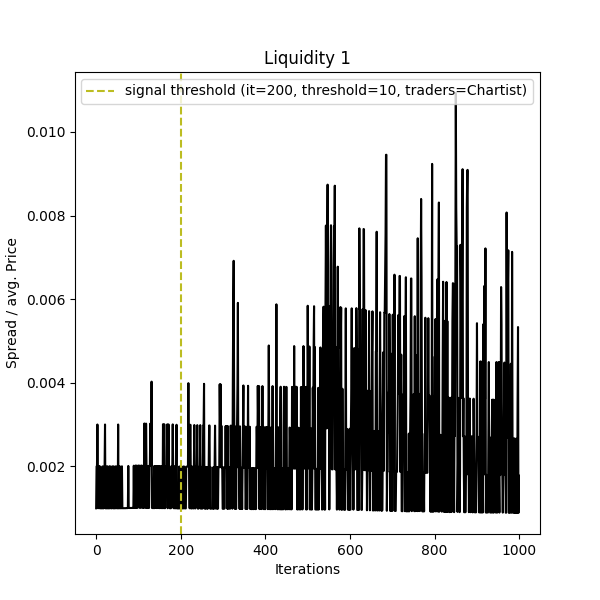 Liquidity 1
signal threshold (it=200, threshold=10, traders=Chartist)
0.010
0.008
0.006
0.004
0.002
Spread / avg. Price
0 200 400 600 800 1000
Iterations